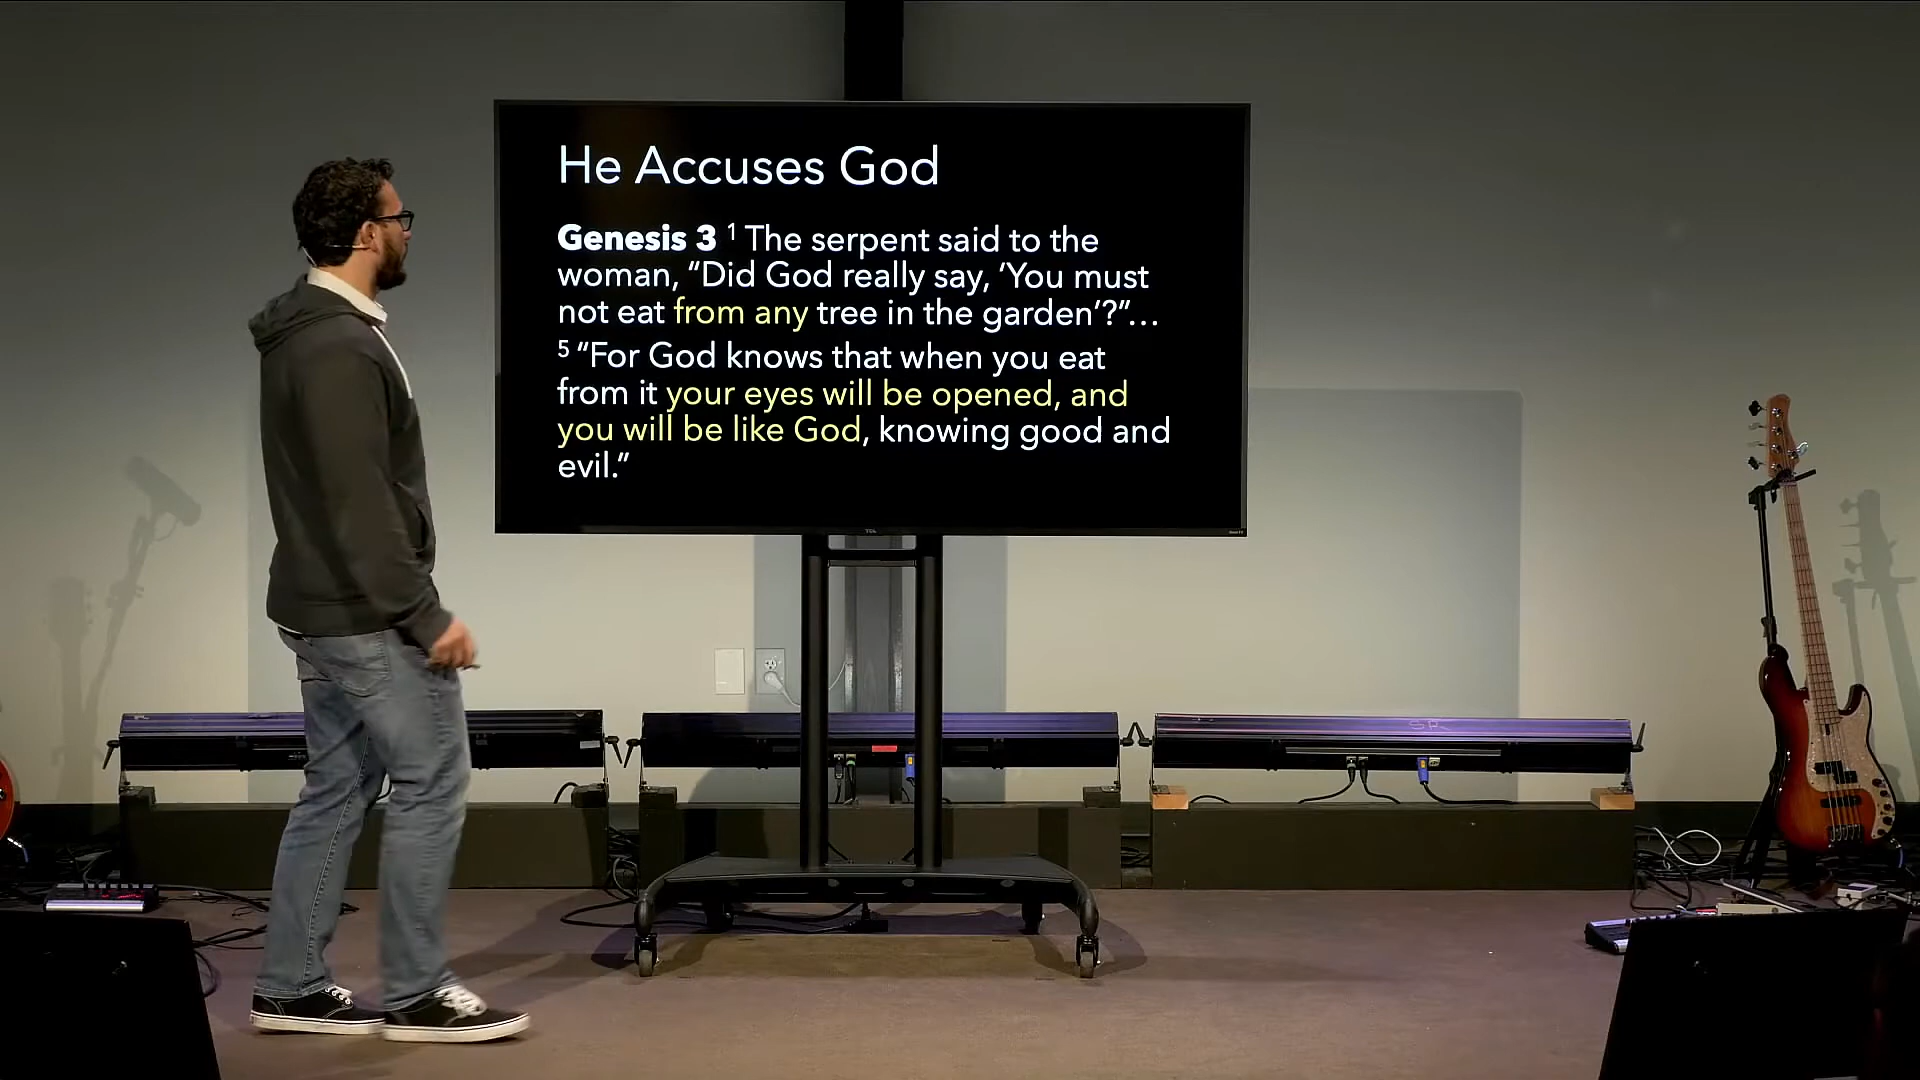 He Accuses God
Genesis 3 1 The serpent said to the
woman, “Did God really say, ‘You must
not eat from any tree in the garden’?”…
5 “For God knows that when you eat
from it your eyes will be opened, and
you will be like God, knowing good and
evil.”
TCL
SR